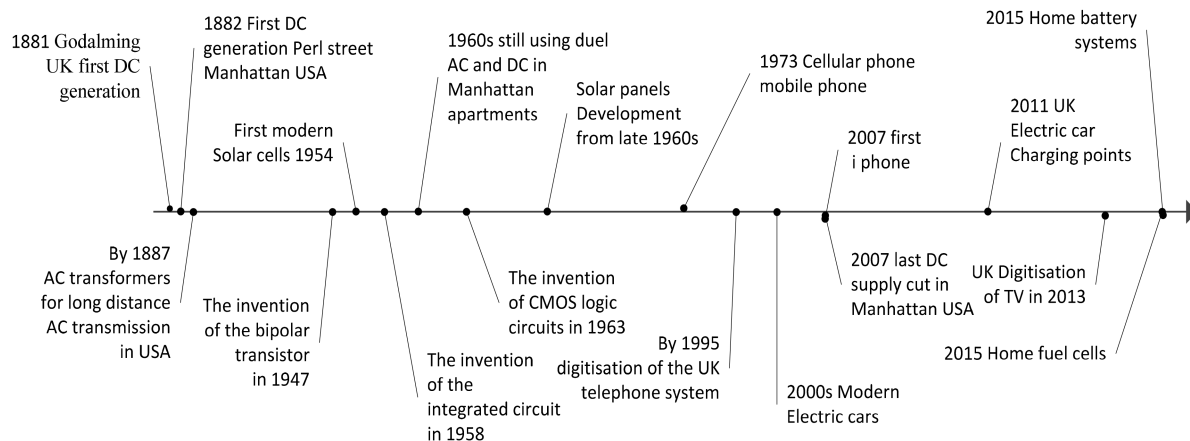 1881 Godalming
UK first DC
generation
1882 First DC
generation Perl street
Manhattan USA
By 1887
AC transformers
for long distance
AC transmission
in USA
The invention
of the bipolar
transistor
in 1947
First modern
Solar cells 1954
The invention
of the
integrated circuit
in 1958
1960s still using duel
AC and DC in
Manhattan
apartments
The invention
of CMOS logic
circuits in 1963
Solar panels
Development
from late 1960s
1973 Cellular phone
mobile phone
By 1995
digitisation of the UK
telephone system
2000s Modern
Electric cars
2007 first
i phone
2007 last DC
supply cut in
Manhattan USA
2011 UK
Electric car
Charging points
UK Digitisation
of TV in 2013
2015 Home battery
systems
2015 Home fuel cells